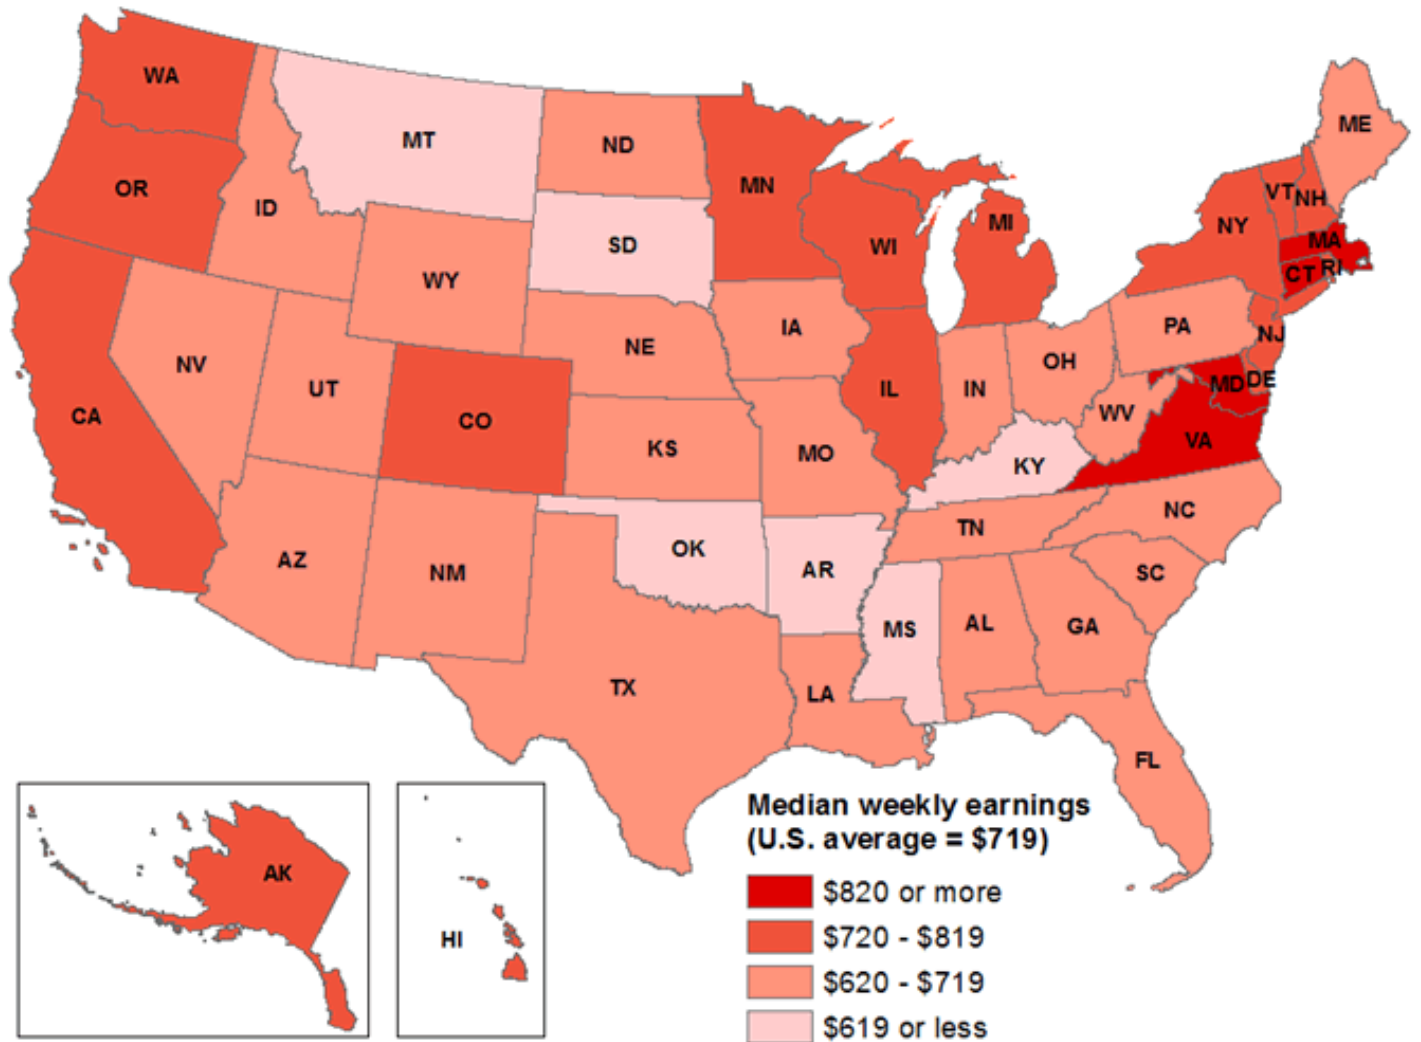 WA
MT
ND
ME
OR
ID
MN
VT
NH
NY
MI
WI
SD
MA
WY
CT
RI
IA
PA
NJ
NE
OH
NV
UT
IL
IN
DE
MD
CA
CO
WV
KS
MO
VA
KY
NC
TN
OK
AZ
NM
AR
SC
MS
AL
GA
TX
LA
FL
AK
HI
Median weekly earnings
(U.S. average = $719)
$820 or more
$720 - $819
$620 - $719
$619 or less